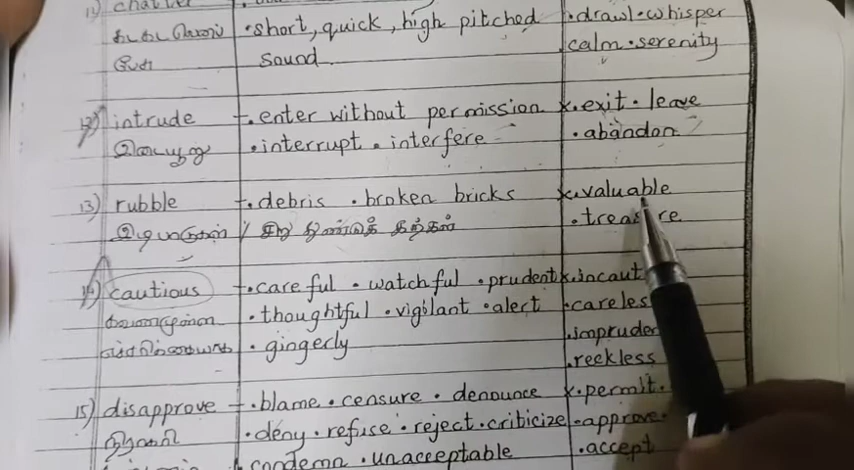 11) chatter
• short, quick, high pitched • drawl • whisper
sound calm • serenity
12) intrude - • enter without permission x • exit • leave
• interrupt • interfere • abandon
13) rubble - • debris • broken bricks x • valuable
• treasure
14) cautious - • careful • watchful • prudent x • incaut
• thoughtful • vigilant • alert • careles
• gingerly • impruden
• reckless
15) disapprove - • blame • censure • denounce x • permit •
• deny • refuse • reject • criticize • approve •
• condemn • unacceptable • accept